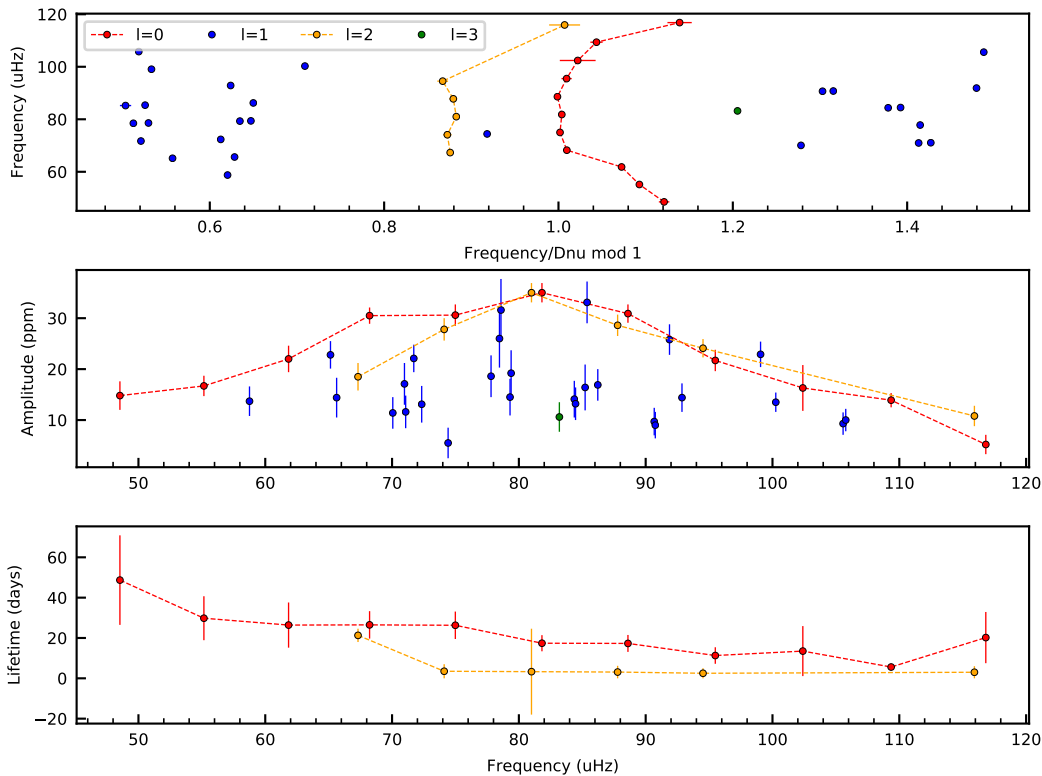 120
100
80
60
Frequency (uHz)
l=0 l=1 l=2 l=3
0.6 0.8 1.0 1.2 1.4
Frequency/Dnu mod 1
30
20
10
Amplitude (ppm)
50 60 70 80 90 100 110 120
60
40
20
0
−20
Lifetime (days)
50 60 70 80 90 100 110 120
Frequency (uHz)